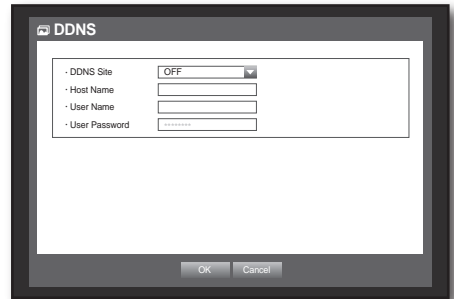 DDNS
· DDNS Site OFF
· Host Name
· User Name
· User Password --------
OK Cancel